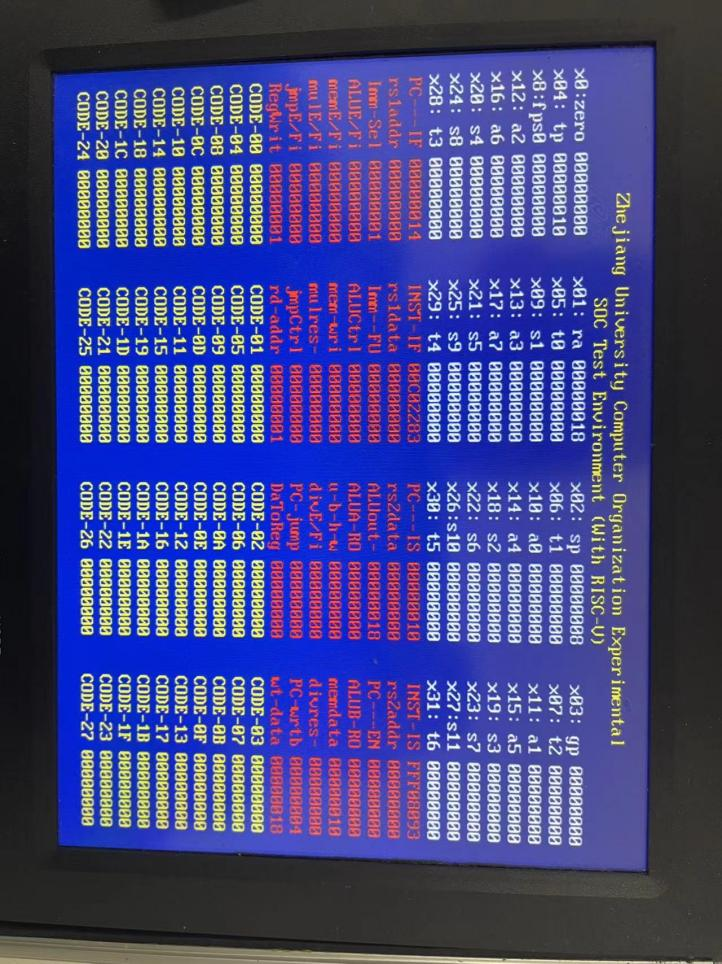 Zhejiang University Computer Organization Experimental
SOC Test Environment (With RISC-V)
x0:zero 00000000 x01: ra 00000018 x02: sp 00000008 x03: gp 00000000
x04: tp 00000010 x05: t0 00000000 x06: t1 00000000 x07: t2 00000000
x8:fps0 00000000 x09: s1 00000000 x10: a0 00000000 x11: a1 00000000
x12: a2 00000000 x13: a3 00000000 x14: a4 00000000 x15: a5 00000000
x16: a6 00000000 x17: a7 00000000 x18: s2 00000000 x19: s3 00000000
x20: s4 00000000 x21: s5 00000000 x22: s6 00000000 x23: s7 00000000
x24: s8 00000000 x25: s9 00000000 x26:s10 00000000 x27:s11 00000000
x28: t3 00000000 x29: t4 00000000 x30: t5 00000000 x31: t6 00000000
PC---IF 00000014 INST-IF 00C02283 PC---IS 00000010 INST-IS FFF08093
rs1addr 00000000 rs1data 00000000 rs2data 00000000 rs2addr 00000000
Imm-Sel 00000001 Imm--FU 00000000 ALUout- 00000018 PC---EN 00000000
ALUE/Fi 00000000 ALUCtrl 00000000 ALUA-RO 00000000 ALUB-RO 00000000
memE/Fi 00000000 mem-wri 00000000 u-b-h-w 00000000 memdata 00000010
mulE/Fi 00000000 mulres- 00000000 divE/Fi 00000000 divres- 00000000
jmpE/Fi 00000000 jmpCtrl 00000000 PC-jump 00000000 PC-wrtb 00000004
RegWrit 00000001 rd-addr 00000001 DaToReg 00000000 wt-data 00000018
CODE-00 00000000 CODE-01 00000000 CODE-02 00000000 CODE-03 00000000
CODE-04 00000000 CODE-05 00000000 CODE-06 00000000 CODE-07 00000000
CODE-08 00000000 CODE-09 00000000 CODE-0A 00000000 CODE-0B 00000000
CODE-0C 00000000 CODE-0D 00000000 CODE-0E 00000000 CODE-0F 00000000
CODE-10 00000000 CODE-11 00000000 CODE-12 00000000 CODE-13 00000000
CODE-14 00000000 CODE-15 00000000 CODE-16 00000000 CODE-17 00000000
CODE-18 00000000 CODE-19 00000000 CODE-1A 00000000 CODE-1B 00000000
CODE-1C 00000000 CODE-1D 00000000 CODE-1E 00000000 CODE-1F 00000000
CODE-20 00000000 CODE-21 00000000 CODE-22 00000000 CODE-23 00000000
CODE-24 00000000 CODE-25 00000000 CODE-26 00000000 CODE-27 00000000